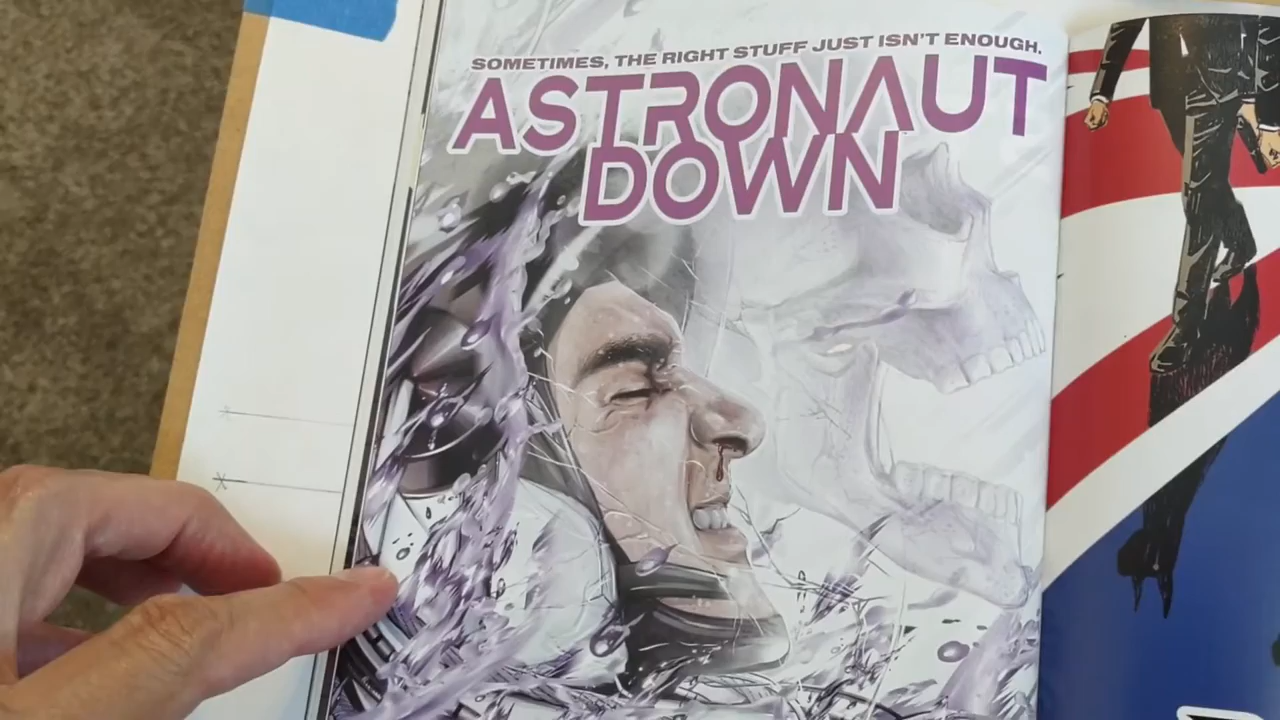 SOMETIMES, THE RIGHT STUFF JUST ISN'T ENOUGH.
ASTRONAUT
DOWN